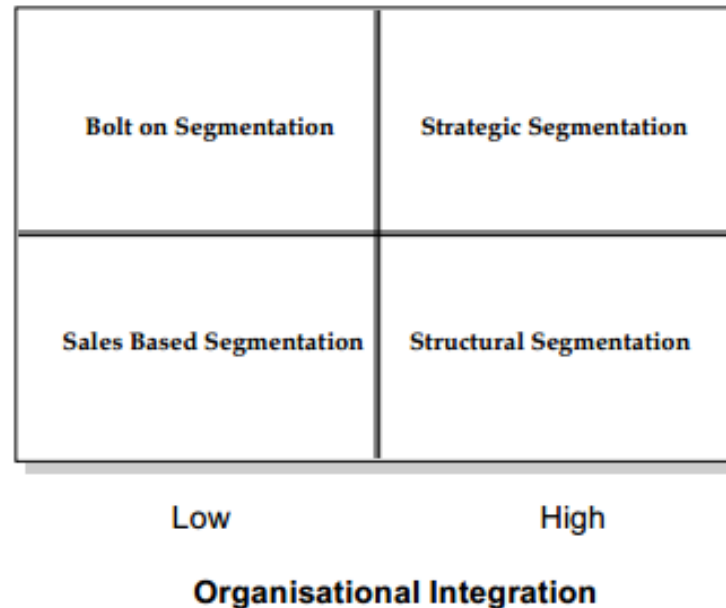 Bolt on Segmentation
Strategic Segmentation
Sales Based Segmentation
Structural Segmentation
Low
High
Organisational Integration